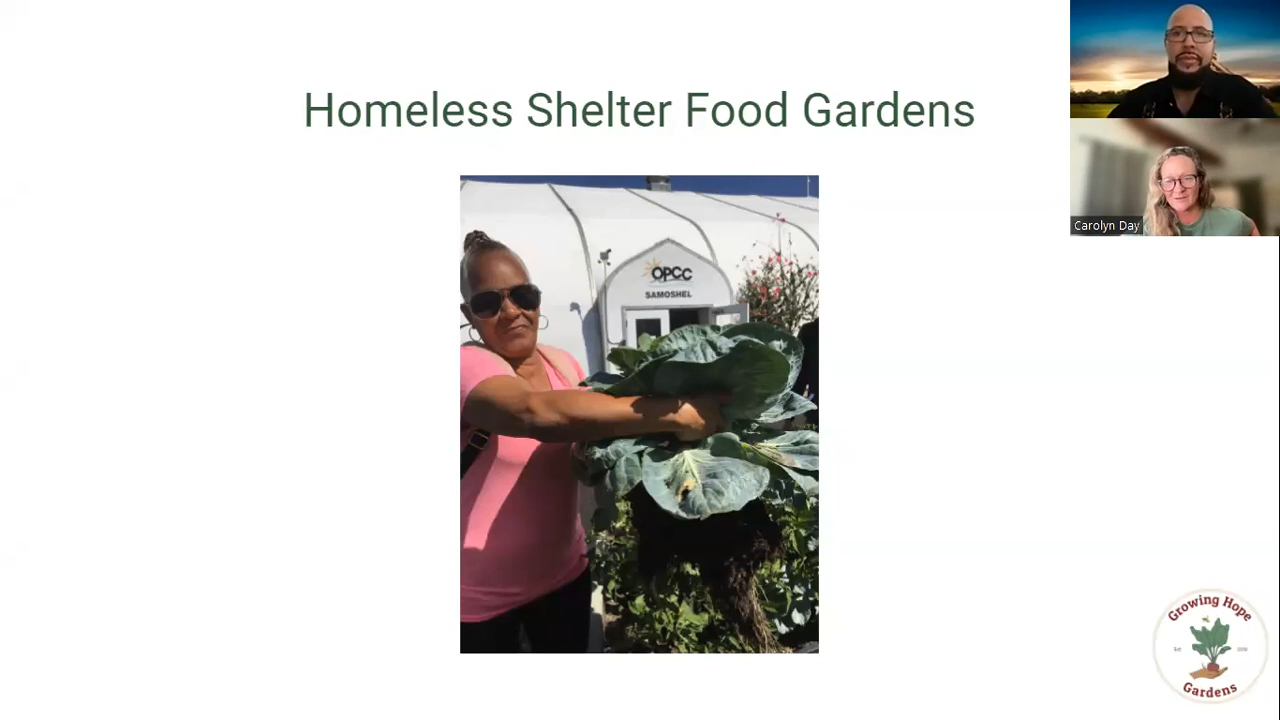 Homeless Shelter Food Gardens
OPCC
SAMOSHEL
Carolyn Day
Growing Hope
Gardens